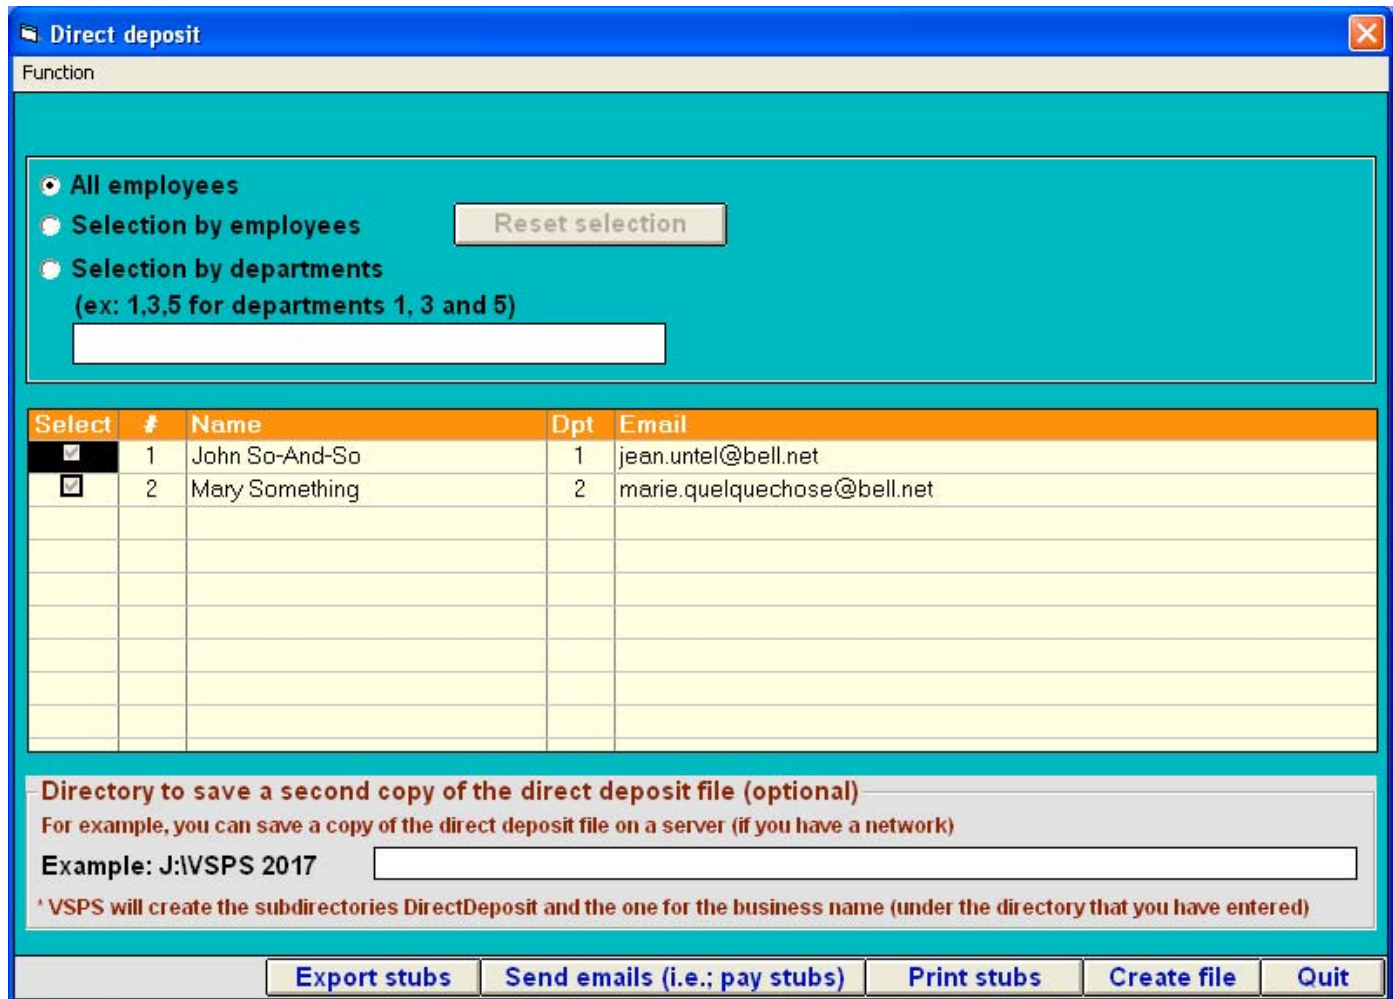 Direct deposit
Function
All employees
Selection by employees
Reset selection
Selection by departments
(ex: 1,3,5 for departments 1, 3 and 5)
Select # Name Dpt Email
1 John So-And-So 1 jean.untel@bell.net
2 Mary Something 2 marie.quelquechose@bell.net
Directory to save a second copy of the direct deposit file (optional)
For example, you can save a copy of the direct deposit file on a server (if you have a network)
Example: J:\VSPS 2017
* VSPS will create the subdirectories DirectDeposit and the one for the business name (under the directory that you have entered)
Export stubs Send emails (i.e.; pay stubs) Print stubs Create file Quit